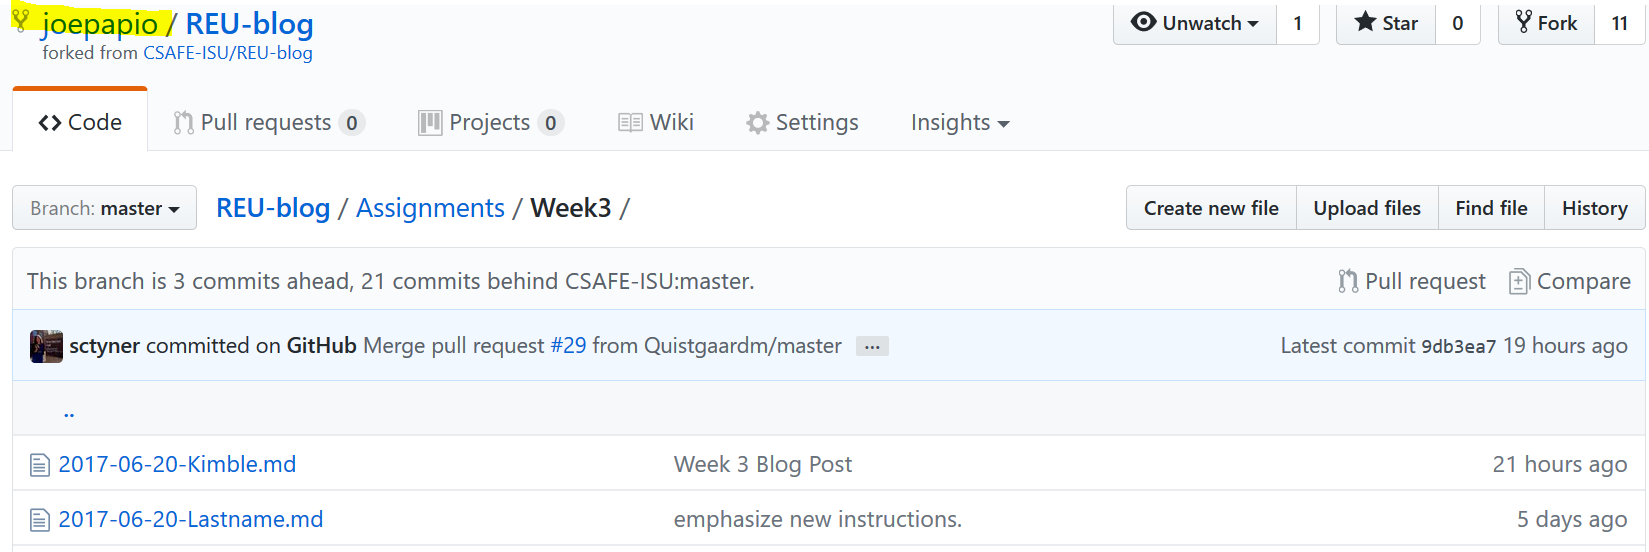 joepapio / REU-blog
forked from CSAFE-ISU/REU-blog
Unwatch 1 Star 0 Fork 11
Code Pull requests 0 Projects 0 Wiki Settings Insights
Branch: master REU-blog / Assignments / Week3 / Create new file Upload files Find file History
This branch is 3 commits ahead, 21 commits behind CSAFE-ISU:master. Pull request Compare
sctyner committed on GitHub Merge pull request #29 from Quistgaardm/master ... Latest commit 9db3ea7 19 hours ago
..
2017-06-20-Kimble.md Week 3 Blog Post 21 hours ago
2017-06-20-Lastname.md emphasize new instructions. 5 days ago